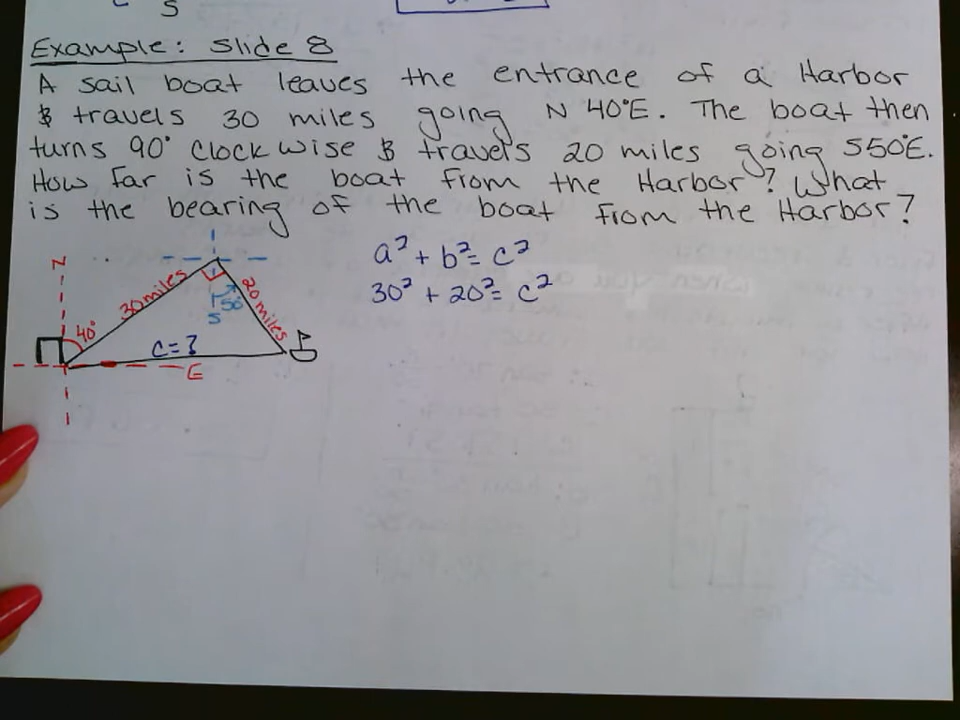 S
Example: Slide 8
A sail boat leaves the entrance of a Harbor
& travels 30 miles going N 40°E. The boat then
turns 90° clockwise & travels 20 miles going S50°E.
How far is the boat from the Harbor? What
is the bearing of the boat from the Harbor?
a² + b² = c²
30² + 20² = c²
N
40°
30 miles
50°
S
20 miles
c = ?
E